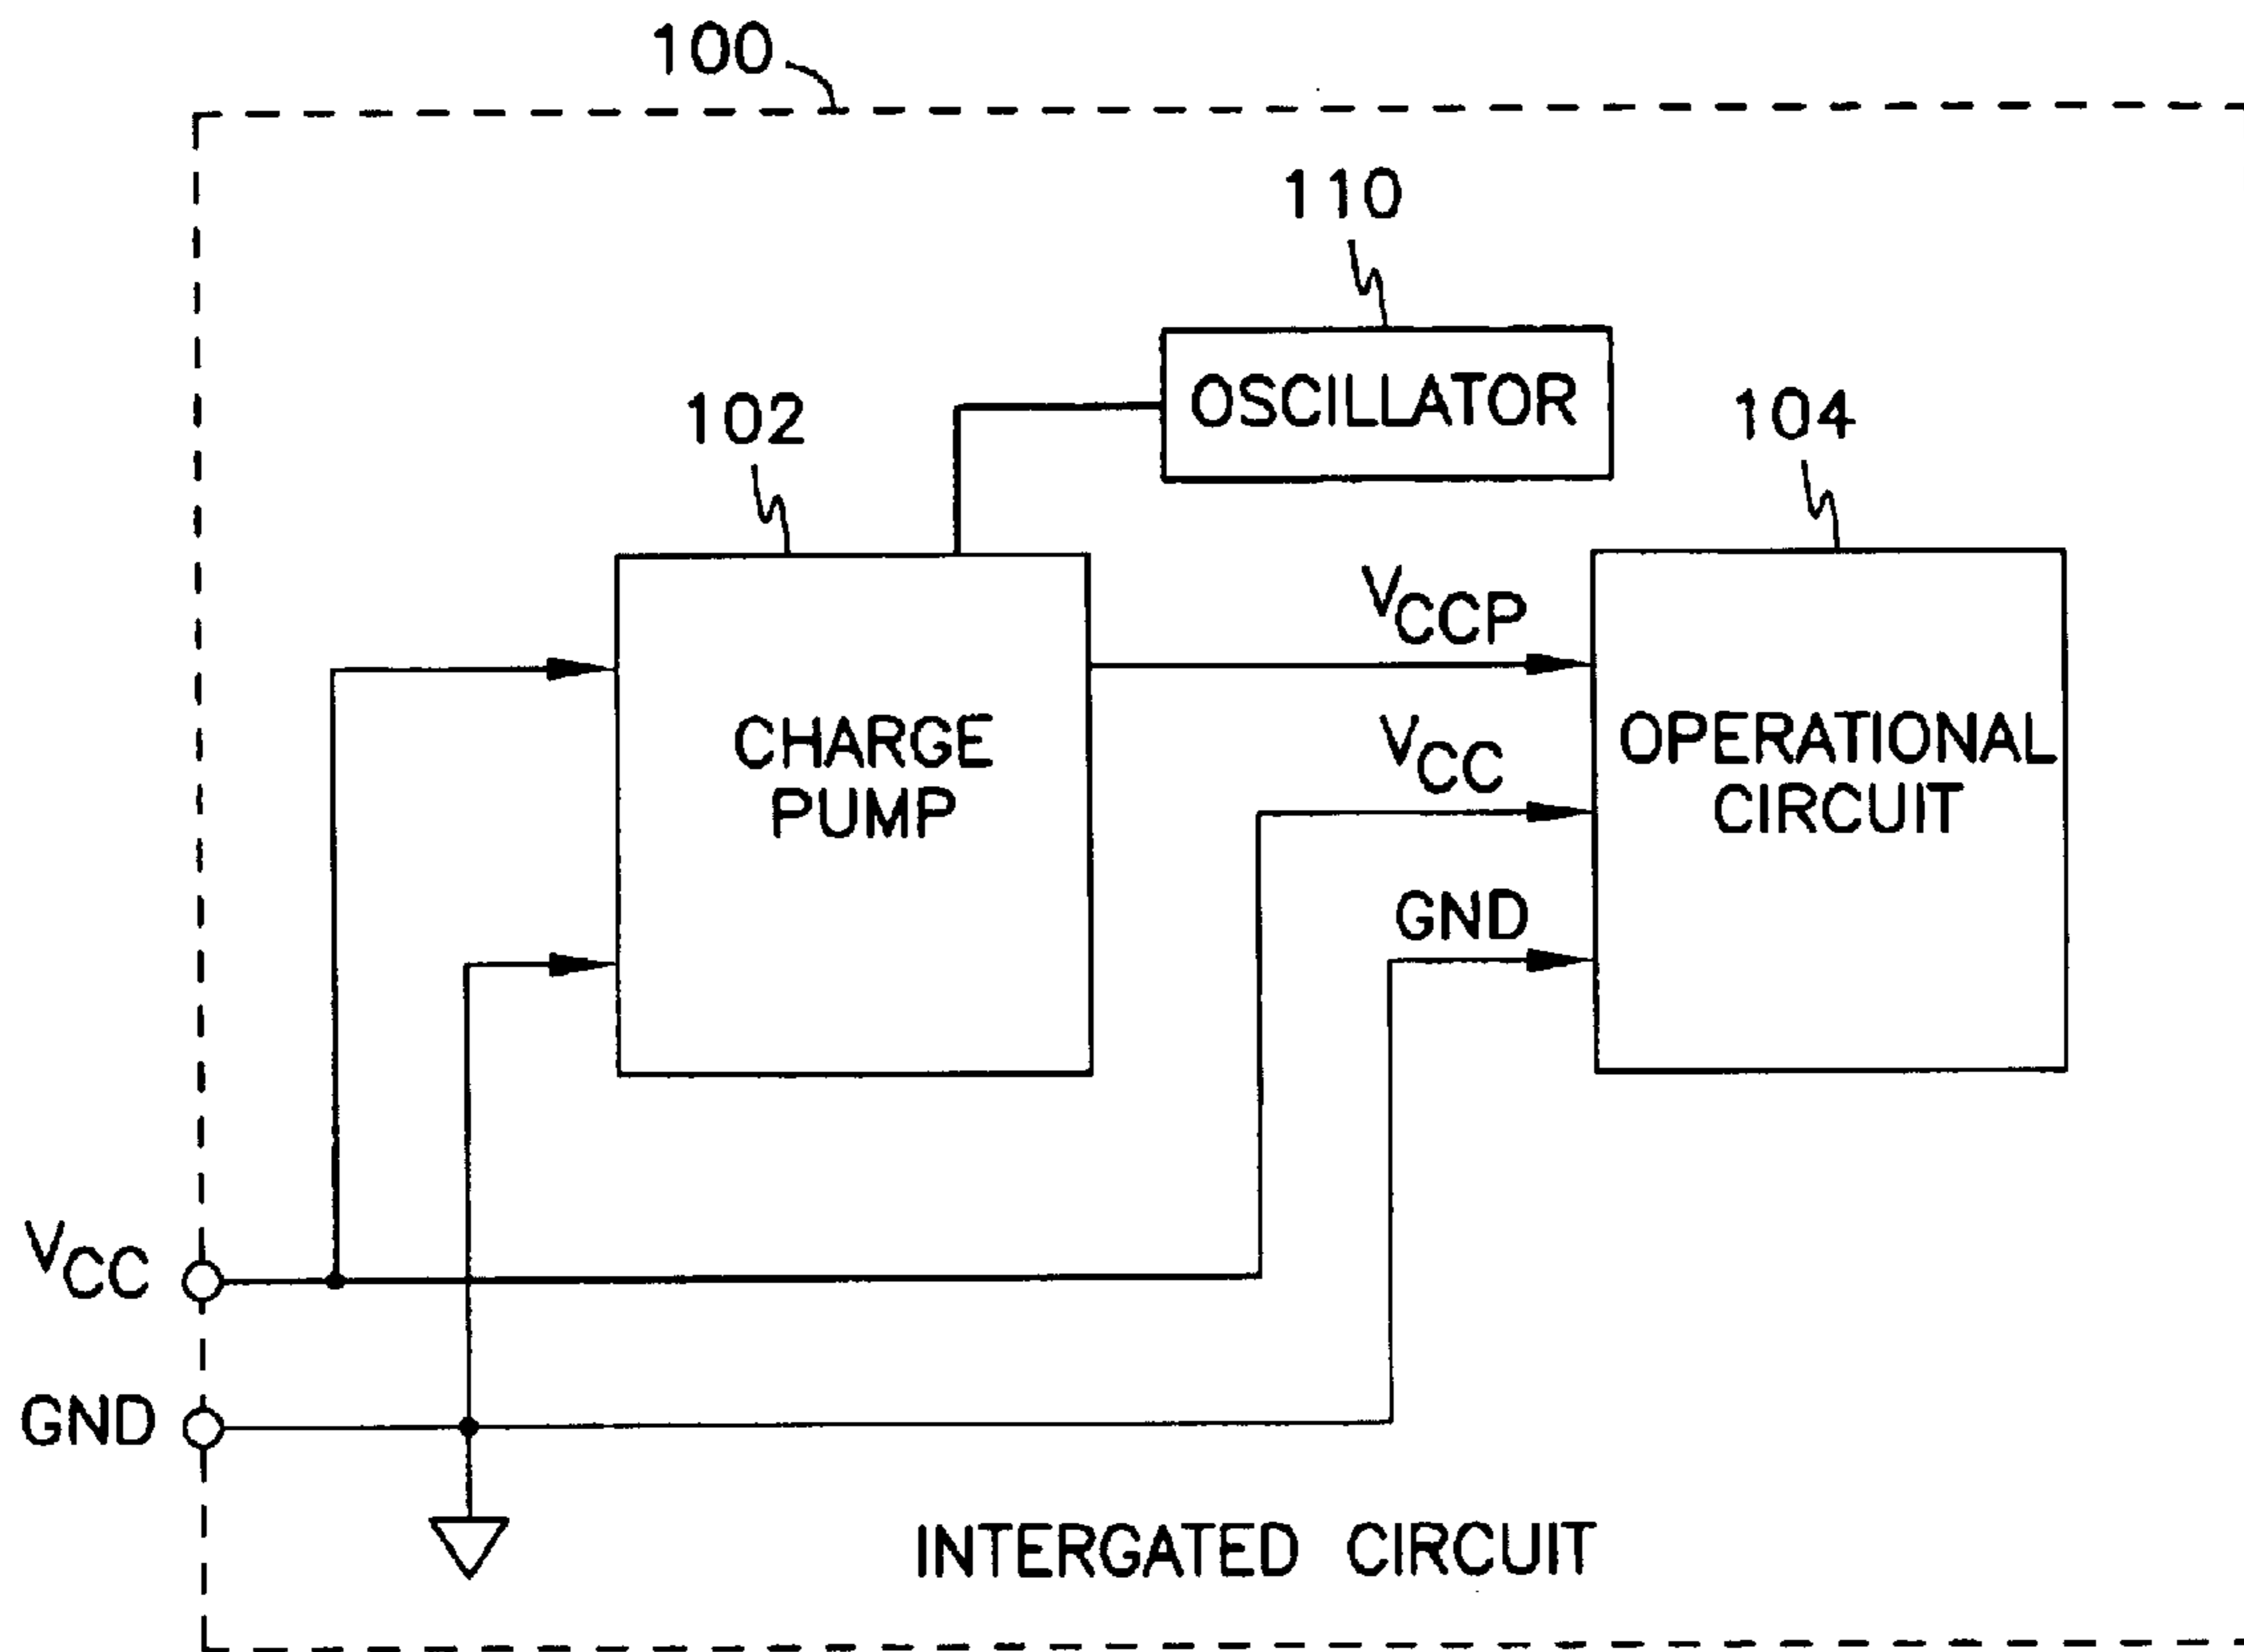 100
110
OSCILLATOR
102
104
VCCP
CHARGE
PUMP
VCC
OPERATIONAL
CIRCUIT
GND
VCC
GND
INTERGATED CIRCUIT